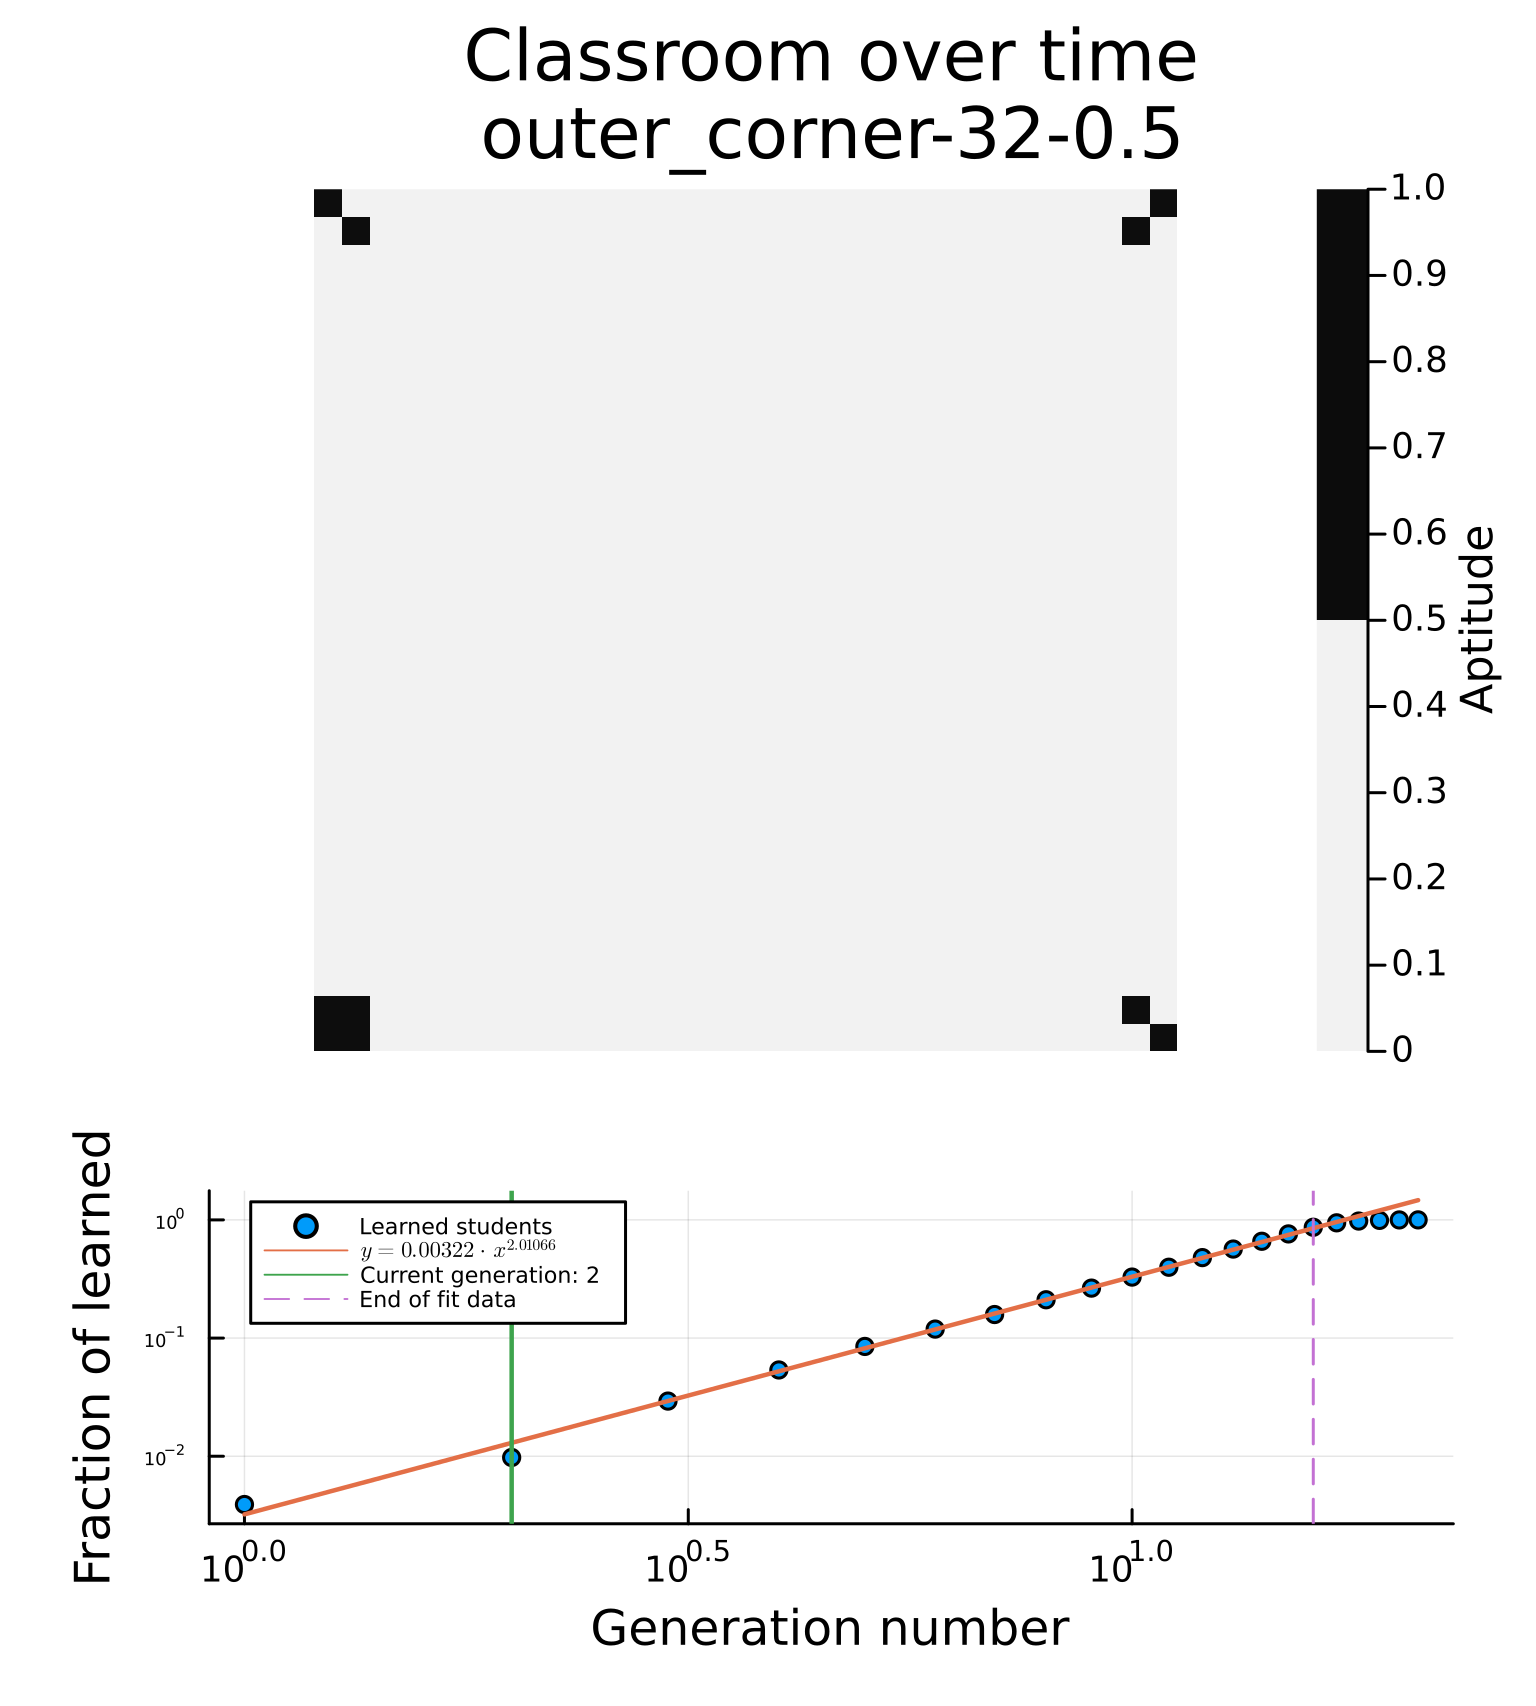 Classroom over time
outer_corner-32-0.5
1.0
0.9
0.8
0.7
0.6
0.5
0.4
0.3
0.2
0.1
0
Aptitude
Fraction of learned
10^0
10^-1
10^-2
Learned students
y = 0.00322 · x^2.01066
Current generation: 2
End of fit data
10^0.0
10^0.5
10^1.0
Generation number